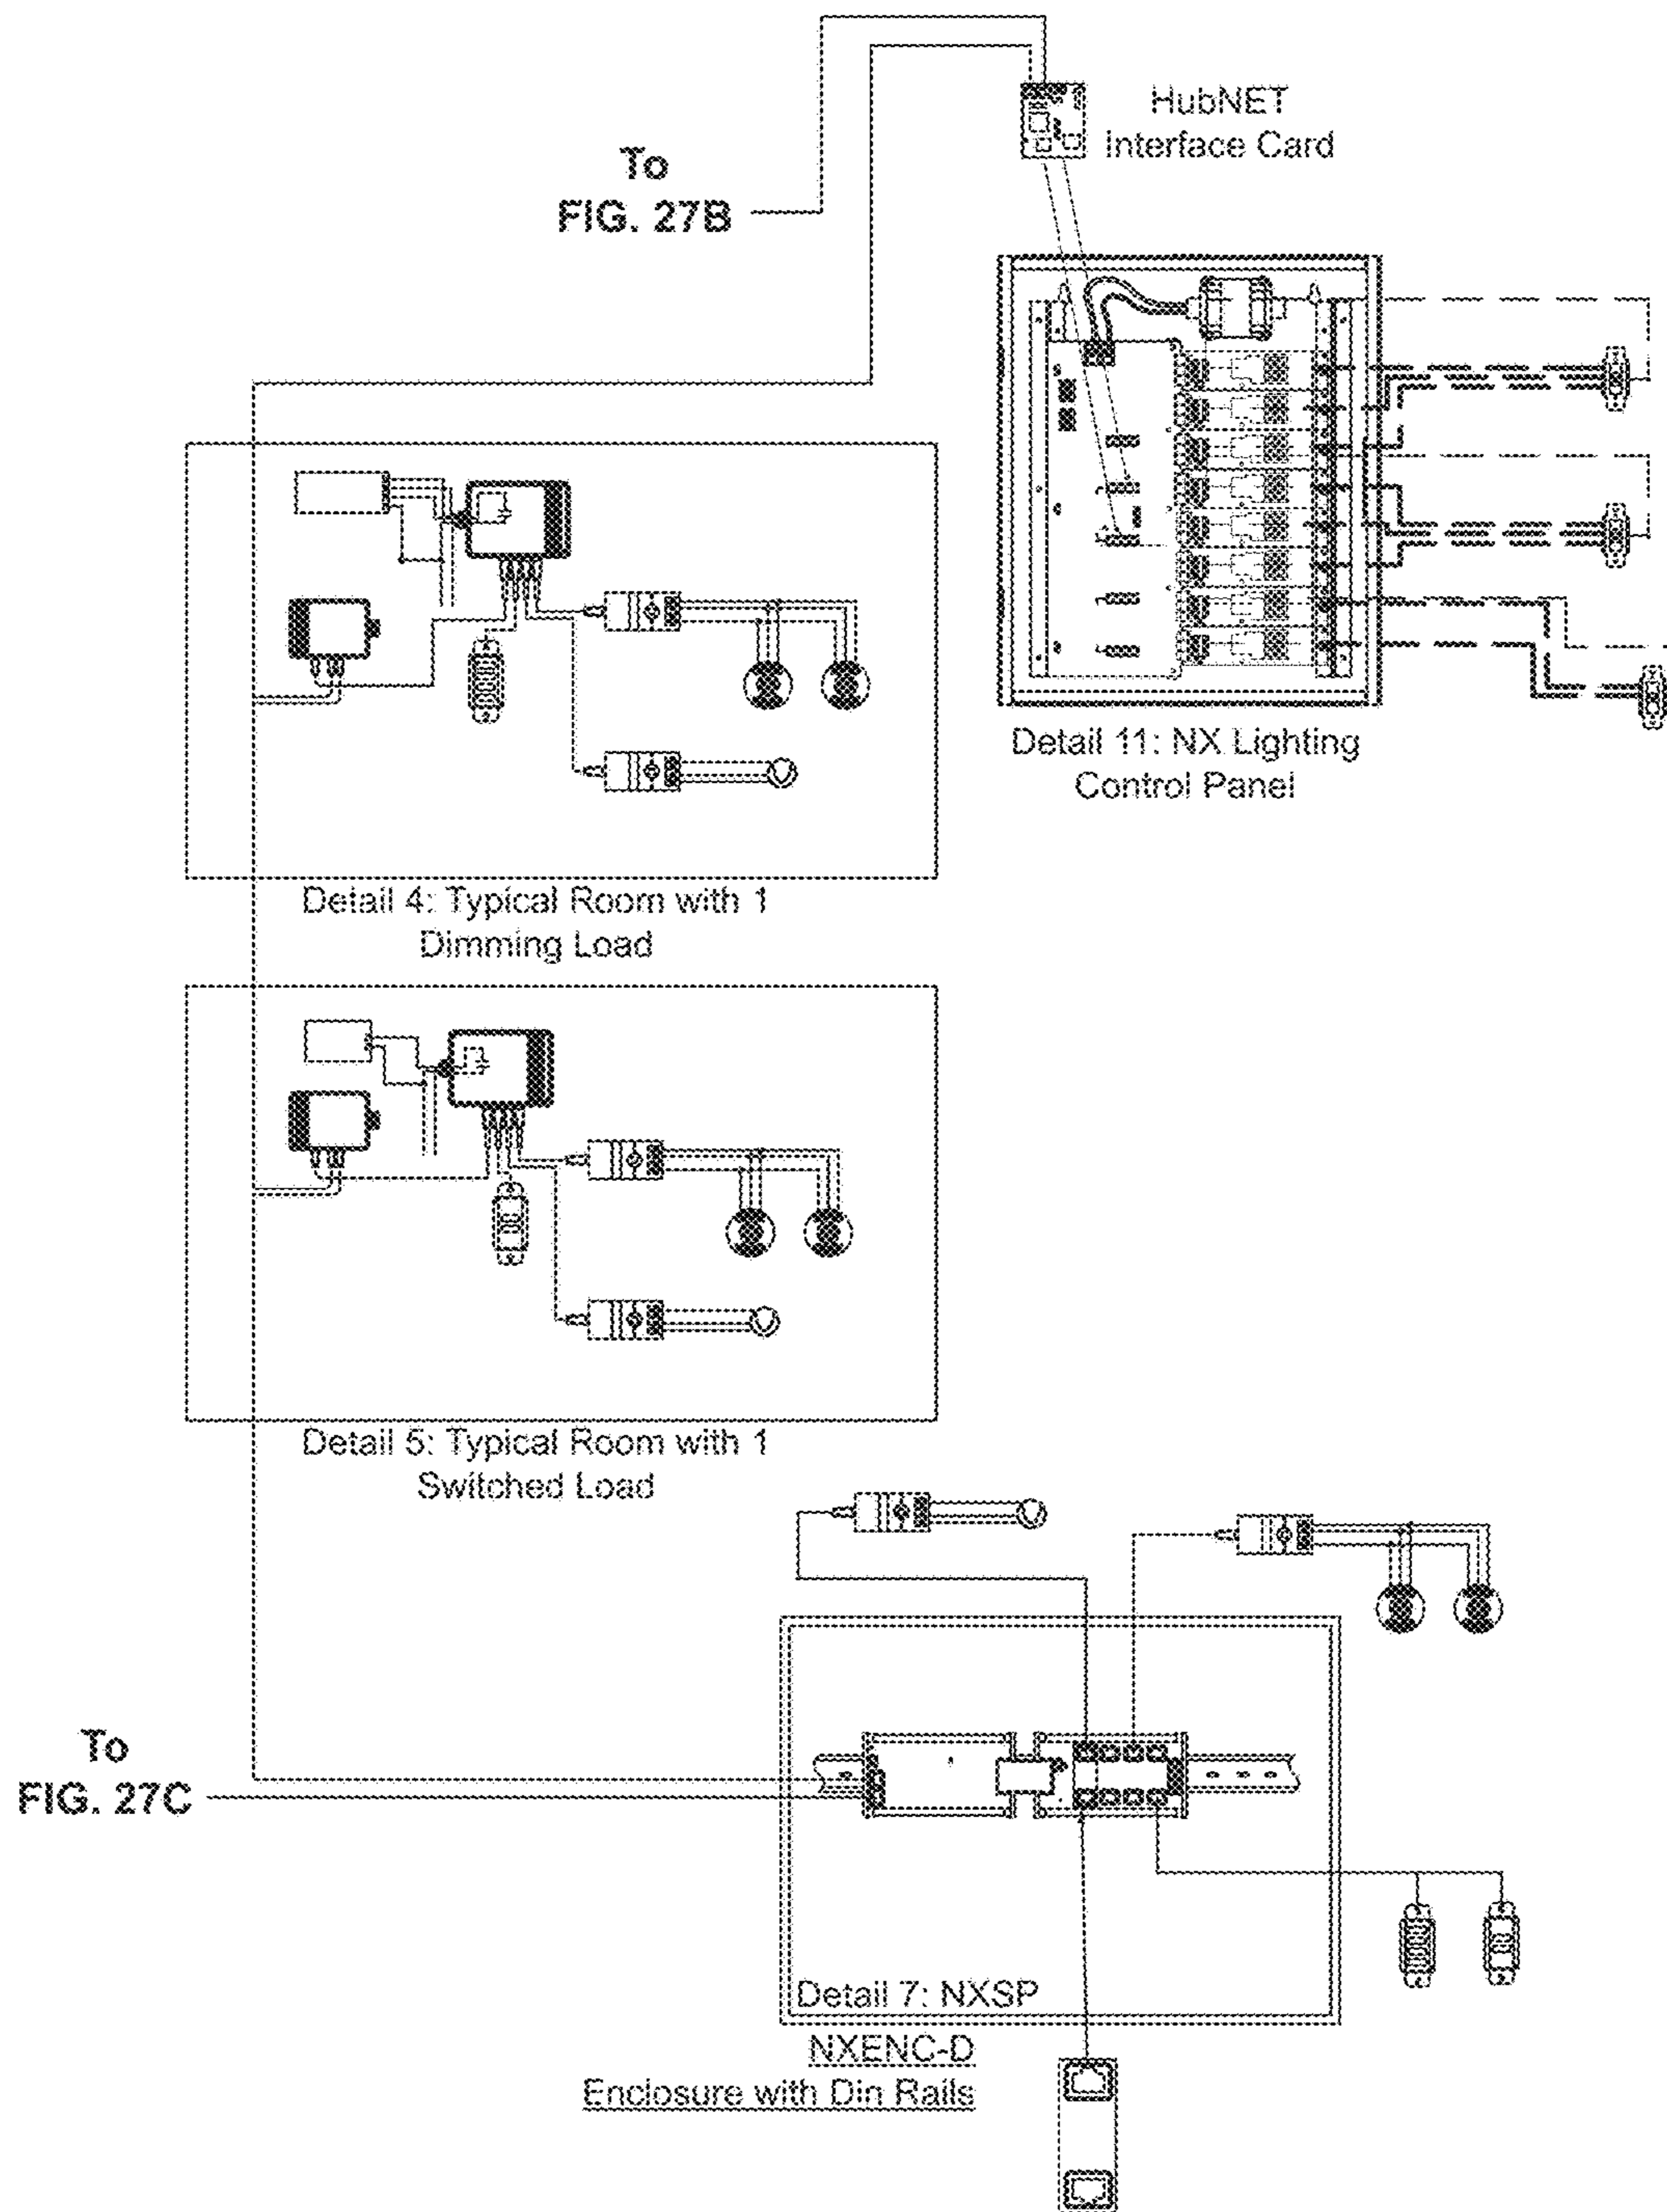 HubNET
Interface Card
To
FIG. 27B
Detail 11: NX Lighting
Control Panel
Detail 4: Typical Room with 1
Dimming Load
Detail 5: Typical Room with 1
Switched Load
To
FIG. 27C
Detail 7: NXSP
NXENC-D
Enclosure with Din Rails